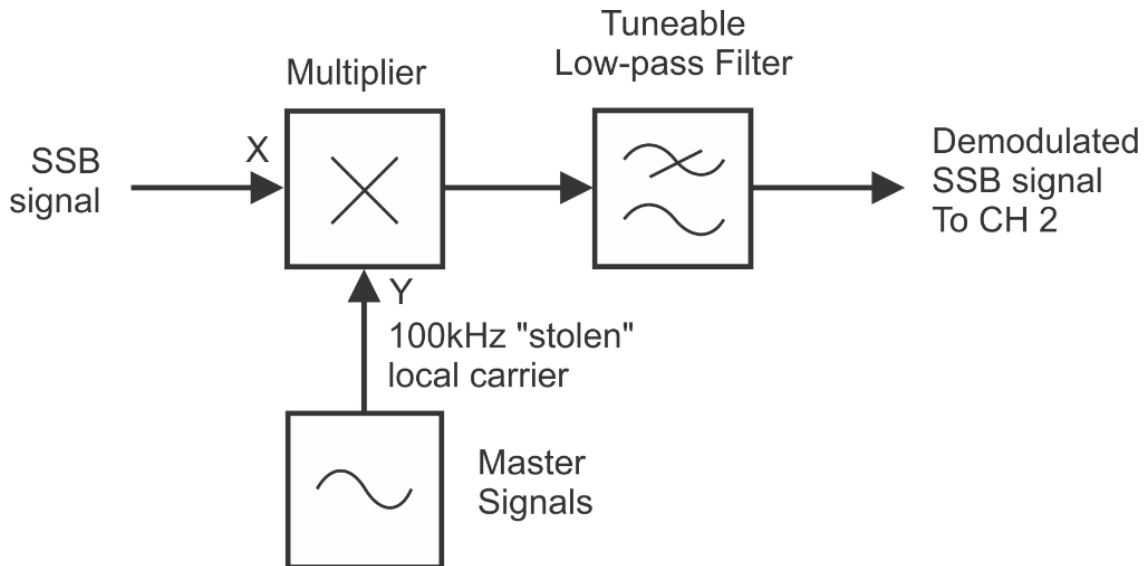 Tuneable
Low-pass Filter
Multiplier
X
SSB
signal
Demodulated
SSB signal
To CH 2
Y
100kHz "stolen"
local carrier
Master
Signals